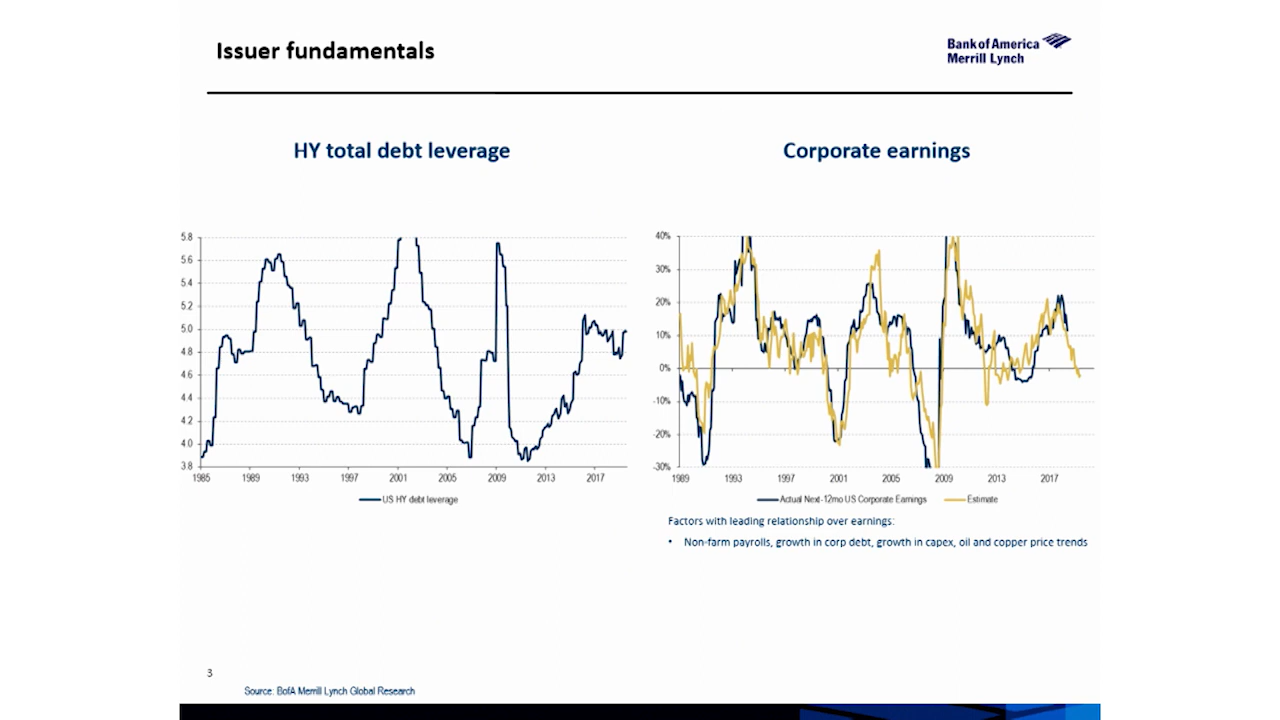 Issuer fundamentals
Bank of America
Merrill Lynch
HY total debt leverage
Corporate earnings
5.8
5.6
5.4
5.2
5.0
4.8
4.6
4.4
4.2
4.0
3.8
1985 1989 1993 1997 2001 2005 2009 2013 2017
US HY debt leverage
40%
30%
20%
10%
0%
-10%
-20%
-30%
1989 1993 1997 2001 2005 2009 2013 2017
Actual Next-12mo US Corporate Earnings Estimate
Factors with leading relationship over earnings:
• Non-farm payrolls, growth in corp debt, growth in capex, oil and copper price trends
3
Source: BofA Merrill Lynch Global Research